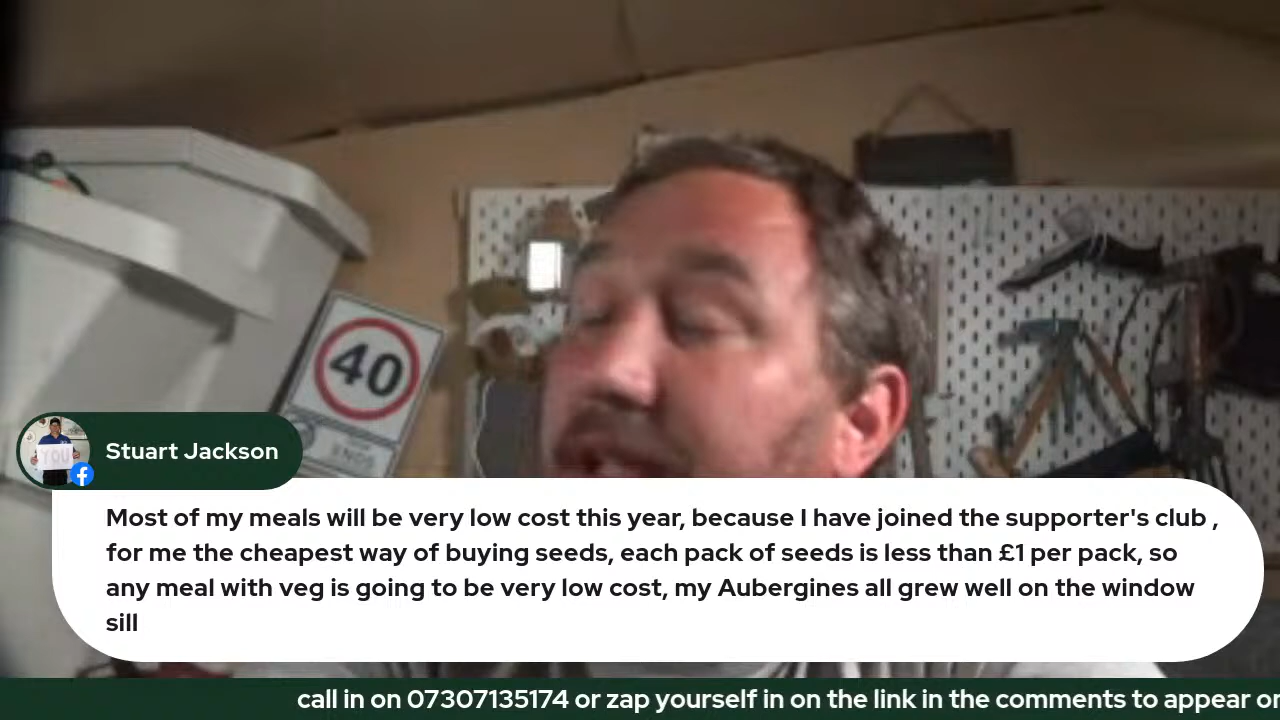 40
Stuart Jackson
Most of my meals will be very low cost this year, because I have joined the supporter's club ,
for me the cheapest way of buying seeds, each pack of seeds is less than £1 per pack, so
any meal with veg is going to be very low cost, my Aubergines all grew well on the window
sill
call in on 07307135174 or zap yourself in on the link in the comments to appear or